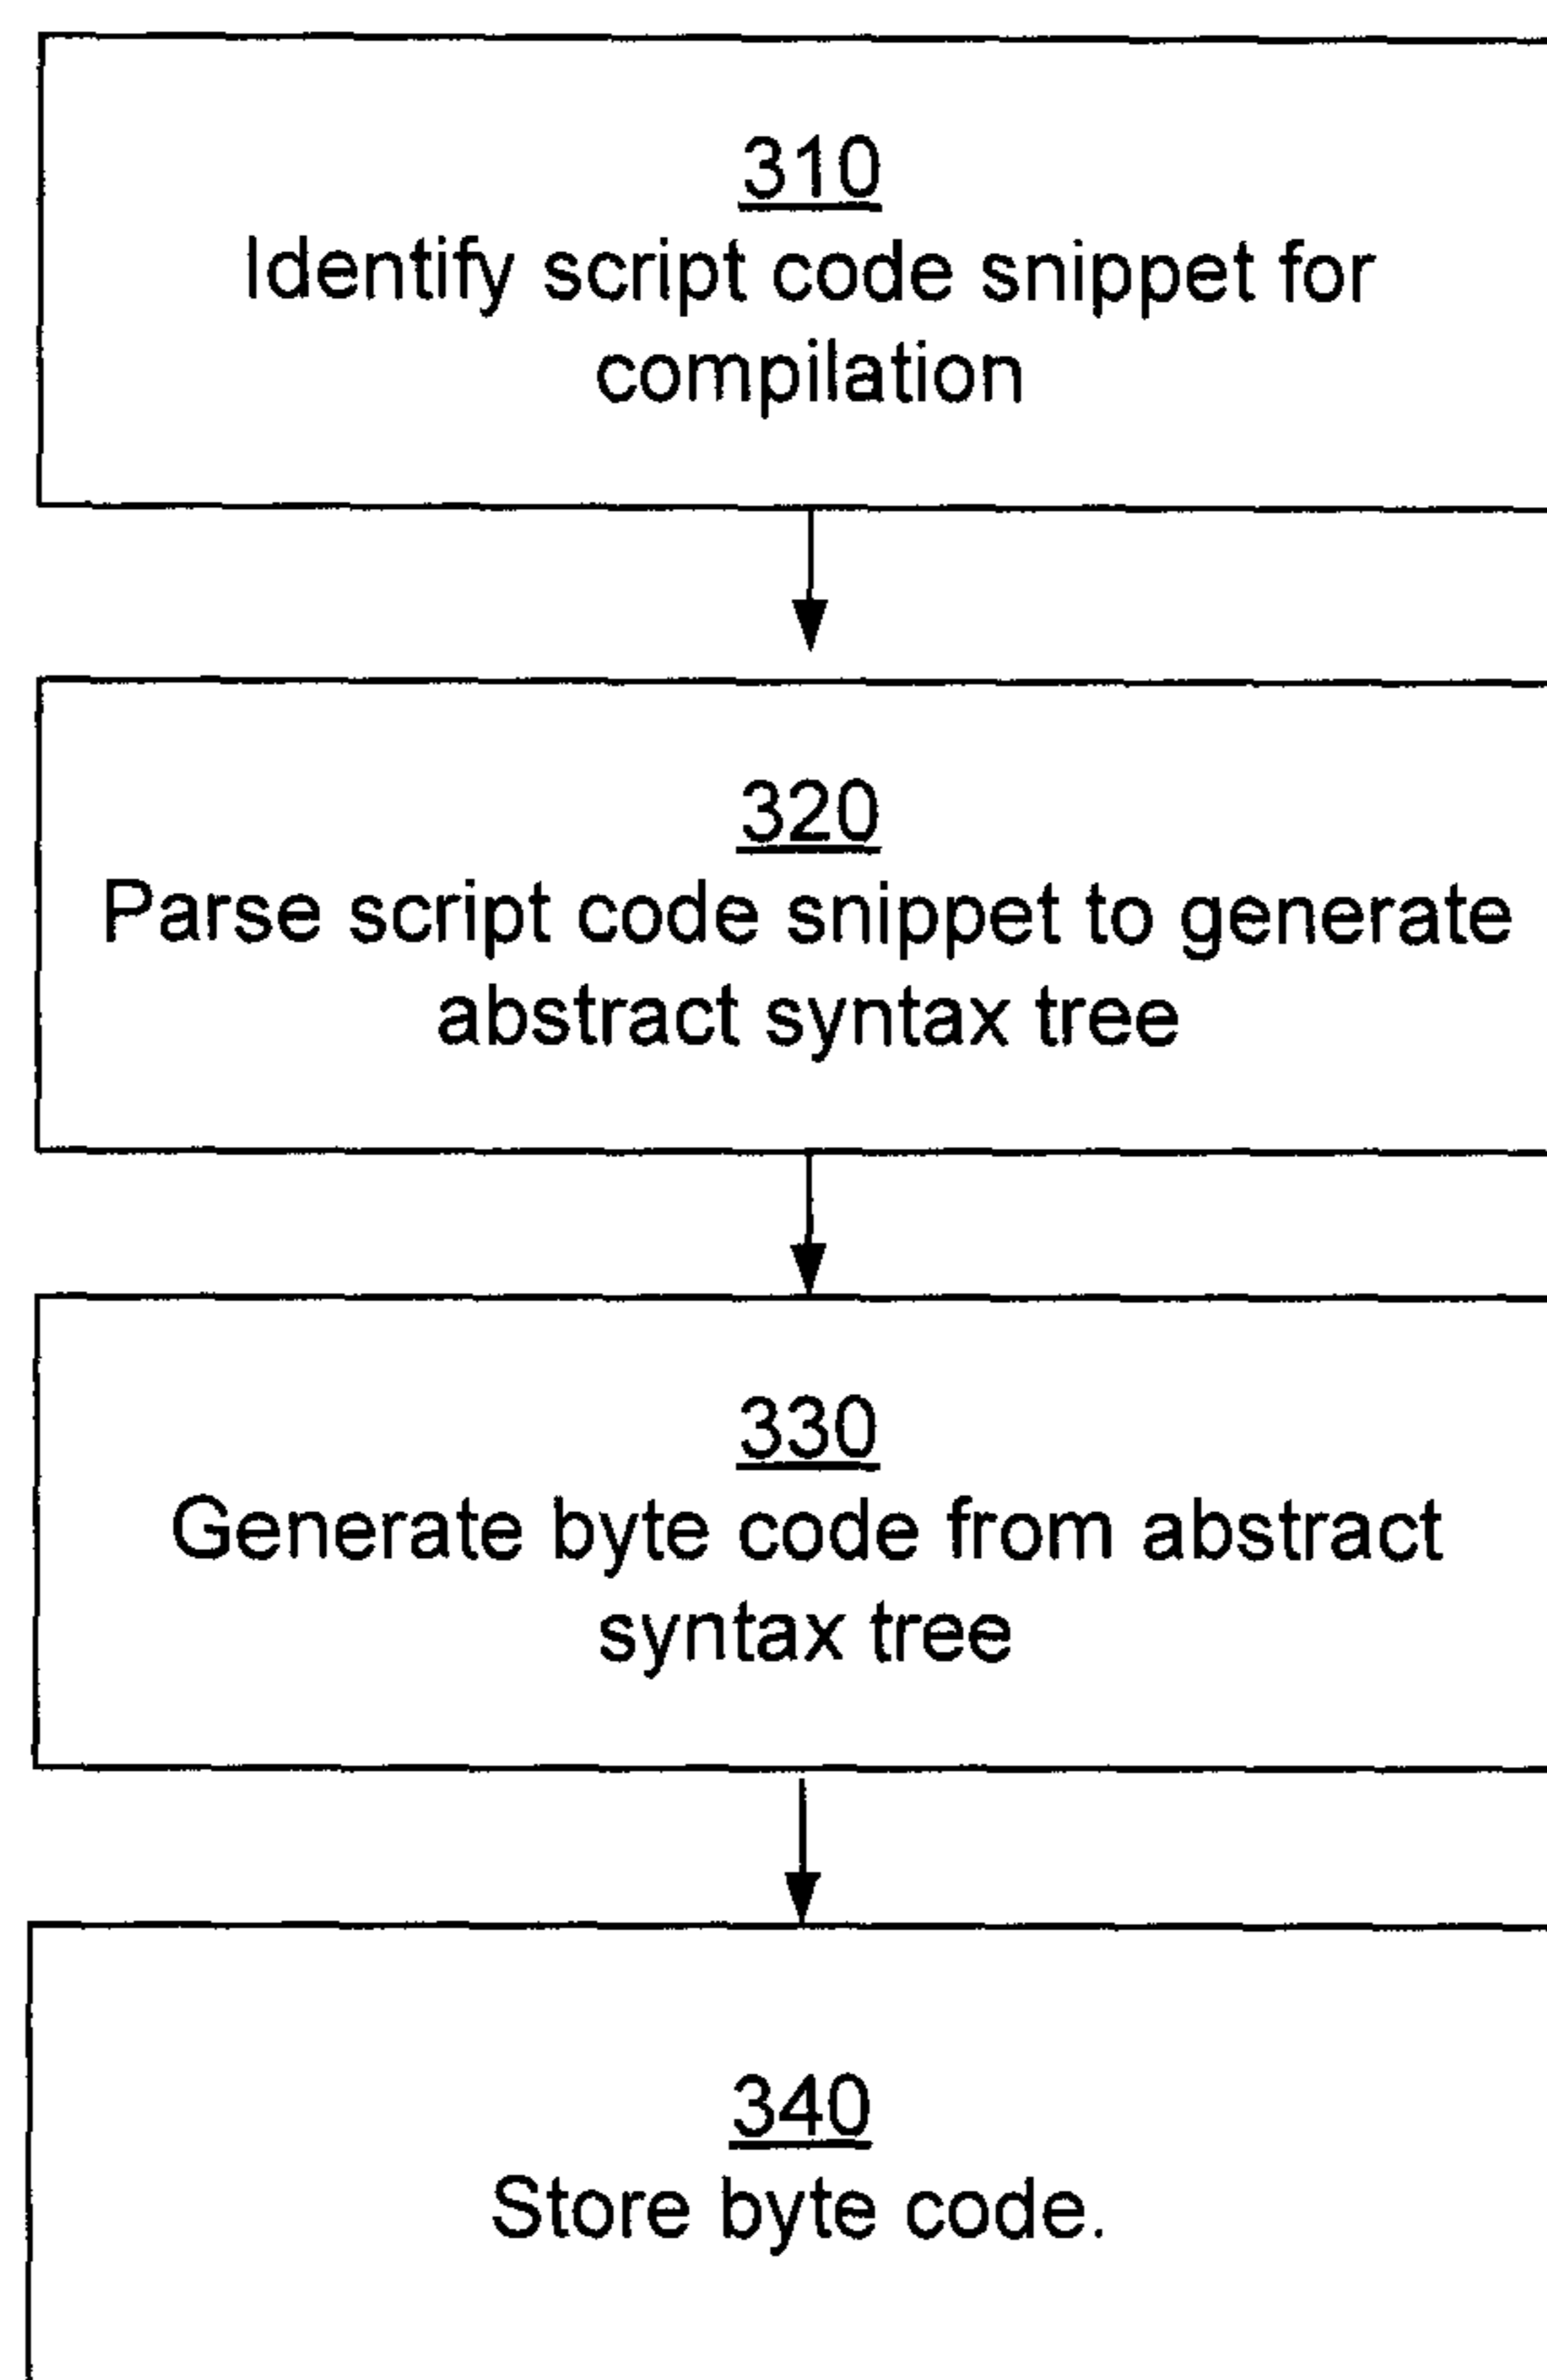 310
Identify script code snippet for
compilation
320
Parse script code snippet to generate
abstract syntax tree
330
Generate byte code from abstract
syntax tree
340
Store byte code.